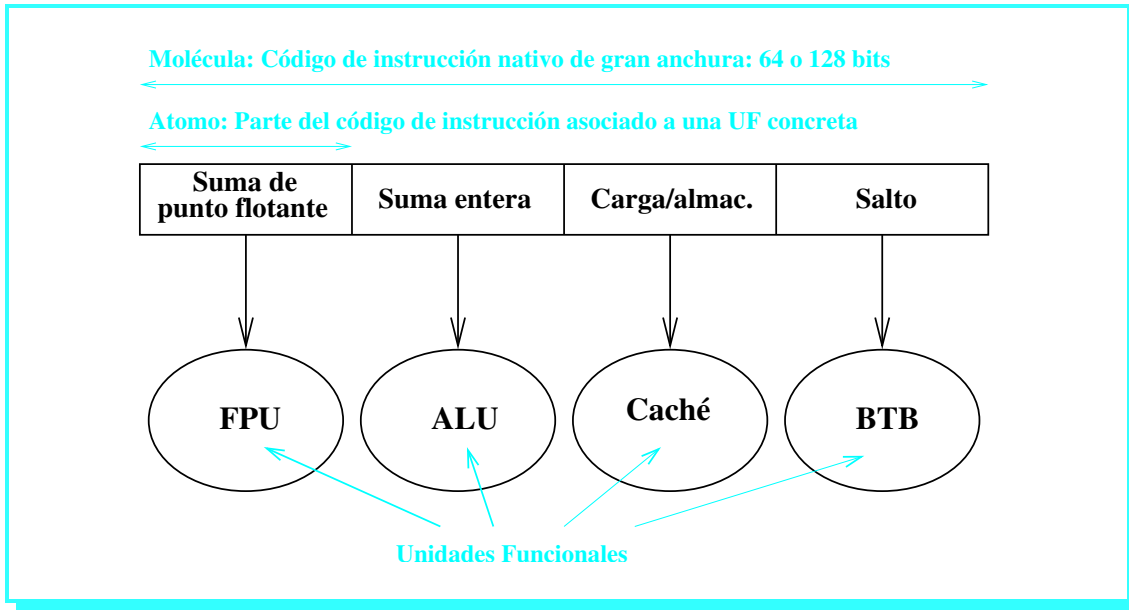 Molécula: Código de instrucción nativo de gran anchura: 64 o 128 bits
Atomo: Parte del código de instrucción asociado a una UF concreta
Suma de
punto flotante
Suma entera
Carga/almac.
Salto
FPU
ALU
Caché
BTB
Unidades Funcionales